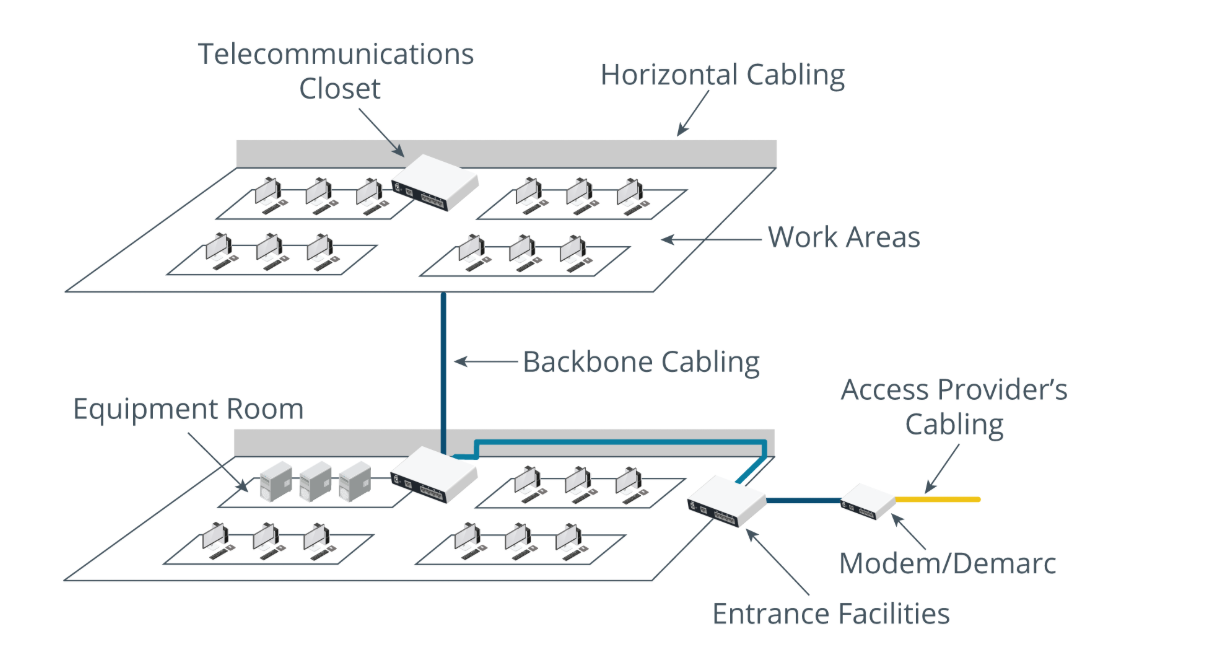 Telecommunications
Closet
Horizontal Cabling
Work Areas
Backbone Cabling
Equipment Room
Access Provider's
Cabling
Modem/Demarc
Entrance Facilities